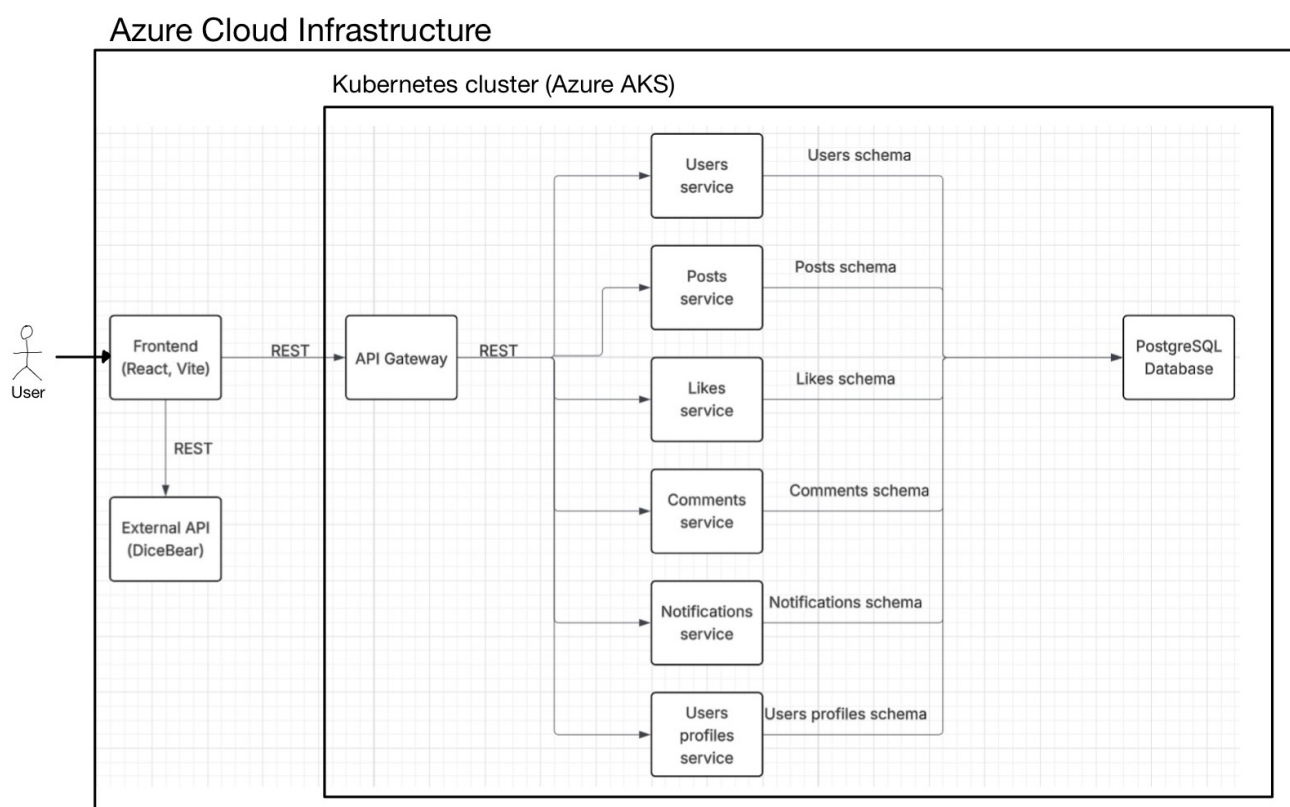 Azure Cloud Infrastructure
Kubernetes cluster (Azure AKS)
Users
service
Users schema
Posts
service
Posts schema
User
Frontend
(React, Vite)
REST
API Gateway
REST
Likes
service
Likes schema
PostgreSQL
Database
REST
External API
(DiceBear)
Comments
service
Comments schema
Notifications
service
Notifications schema
Users
profiles
service
Users profiles schema